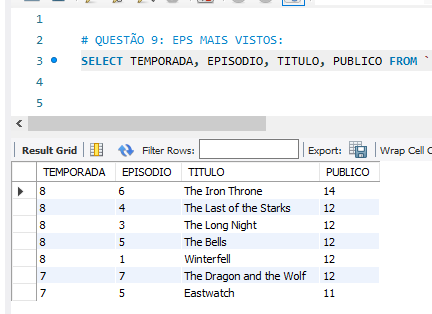 1
2 # QUESTÃO 9: EPS MAIS VISTOS:
3 SELECT TEMPORADA, EPISODIO, TITULO, PUBLICO FROM `
4
5
Result Grid Filter Rows: Export: Wrap Cell C
TEMPORADA EPISODIO TITULO PUBLICO
8 6 The Iron Throne 14
8 4 The Last of the Starks 12
8 3 The Long Night 12
8 5 The Bells 12
8 1 Winterfell 12
7 7 The Dragon and the Wolf 12
7 5 Eastwatch 11